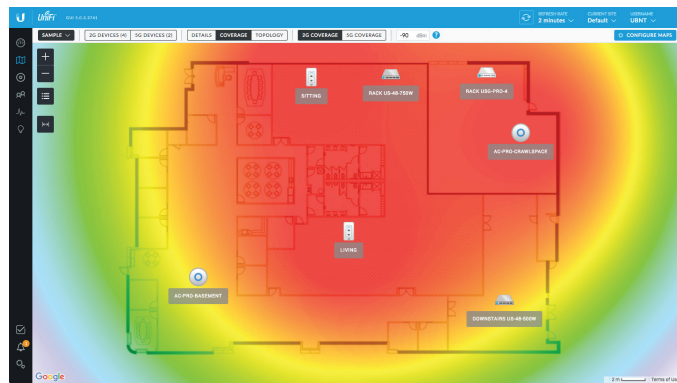 UniFi
REFRESH RATE
2 minutes
CURRENT SITE
Default
USERNAME
UBNT
SAMPLE
2G DEVICES (4)
5G DEVICES (2)
DETAILS
COVERAGE
TOPOLOGY
2G COVERAGE
5G COVERAGE
-90 dBm
CONFIGURE MAPS
SITTING
RACK US-48-750W
RACK USG-PRO-4
AC-PRO-CRAWLSPACE
LIVING
AC-PRO-BASEMENT
DOWNSTAIRS US-48-500W
Google
Terms of Us